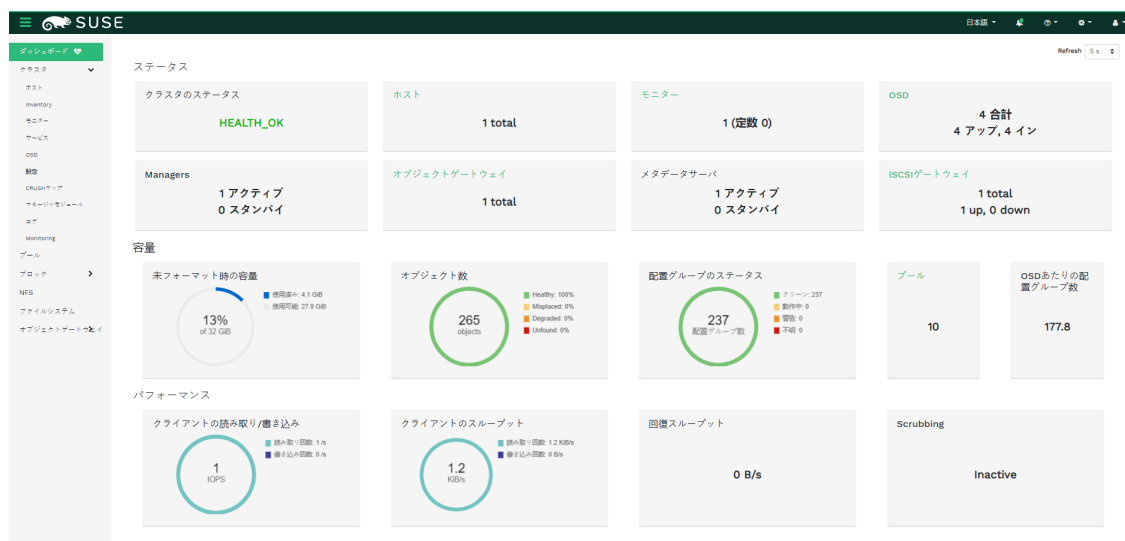 SUSE
日本語
ダッシュボード
Refresh 5 s
クラスタ
ホスト
Inventory
モニター
サービス
OSD
設定
CRUSHマップ
マネージャモジュール
ログ
Monitoring
プール
ブロック
NFS
ファイルシステム
オブジェクトゲートウェイ
ステータス
クラスタのステータス
HEALTH_OK
ホスト
1 total
モニター
1 (定数 0)
OSD
4 合計
4 アップ, 4 イン
Managers
1 アクティブ
0 スタンバイ
オブジェクトゲートウェイ
1 total
メタデータサーバ
1 アクティブ
0 スタンバイ
iSCSIゲートウェイ
1 total
1 up, 0 down
容量
未フォーマット時の容量
13%
of 32 GiB
使用済み: 4.1 GiB
使用可能: 27.9 GiB
オブジェクト数
265
objects
Healthy: 100%
Misplaced: 0%
Degraded: 0%
Unfound: 0%
配置グループのステータス
237
配置グループ数
クリーン: 237
動作中: 0
警告: 0
不明: 0
プール
10
OSDあたりの配
置グループ数
177.8
パフォーマンス
クライアントの読み取り/書き込み
1
IOPS
読み取り回数: 1 /s
書き込み回数: 0 /s
クライアントのスループット
1.2
KiB/s
読み取り回数: 1.2 KiB/s
書き込み回数: 0 B/s
回復スループット
0 B/s
Scrubbing
Inactive